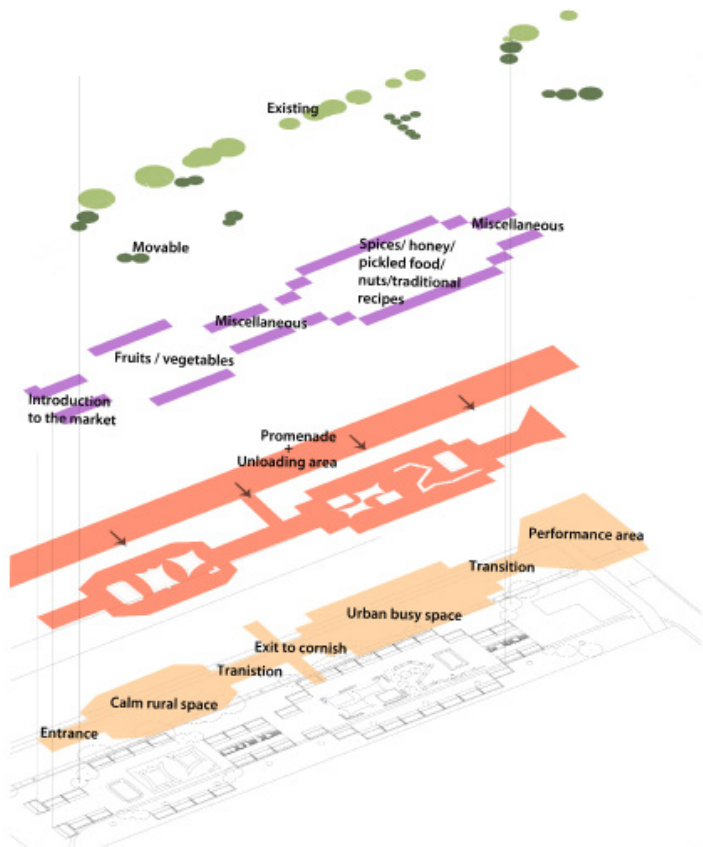 Existing
Movable
Miscellaneous
Spices/ honey/
pickled food/
nuts/traditional
recipes
Miscellaneous
Fruits / vegetables
Introduction
to the market
Promenade
+
Unloading area
Performance area
Transition
Urban busy space
Exit to cornish
Tranistion
Calm rural space
Entrance